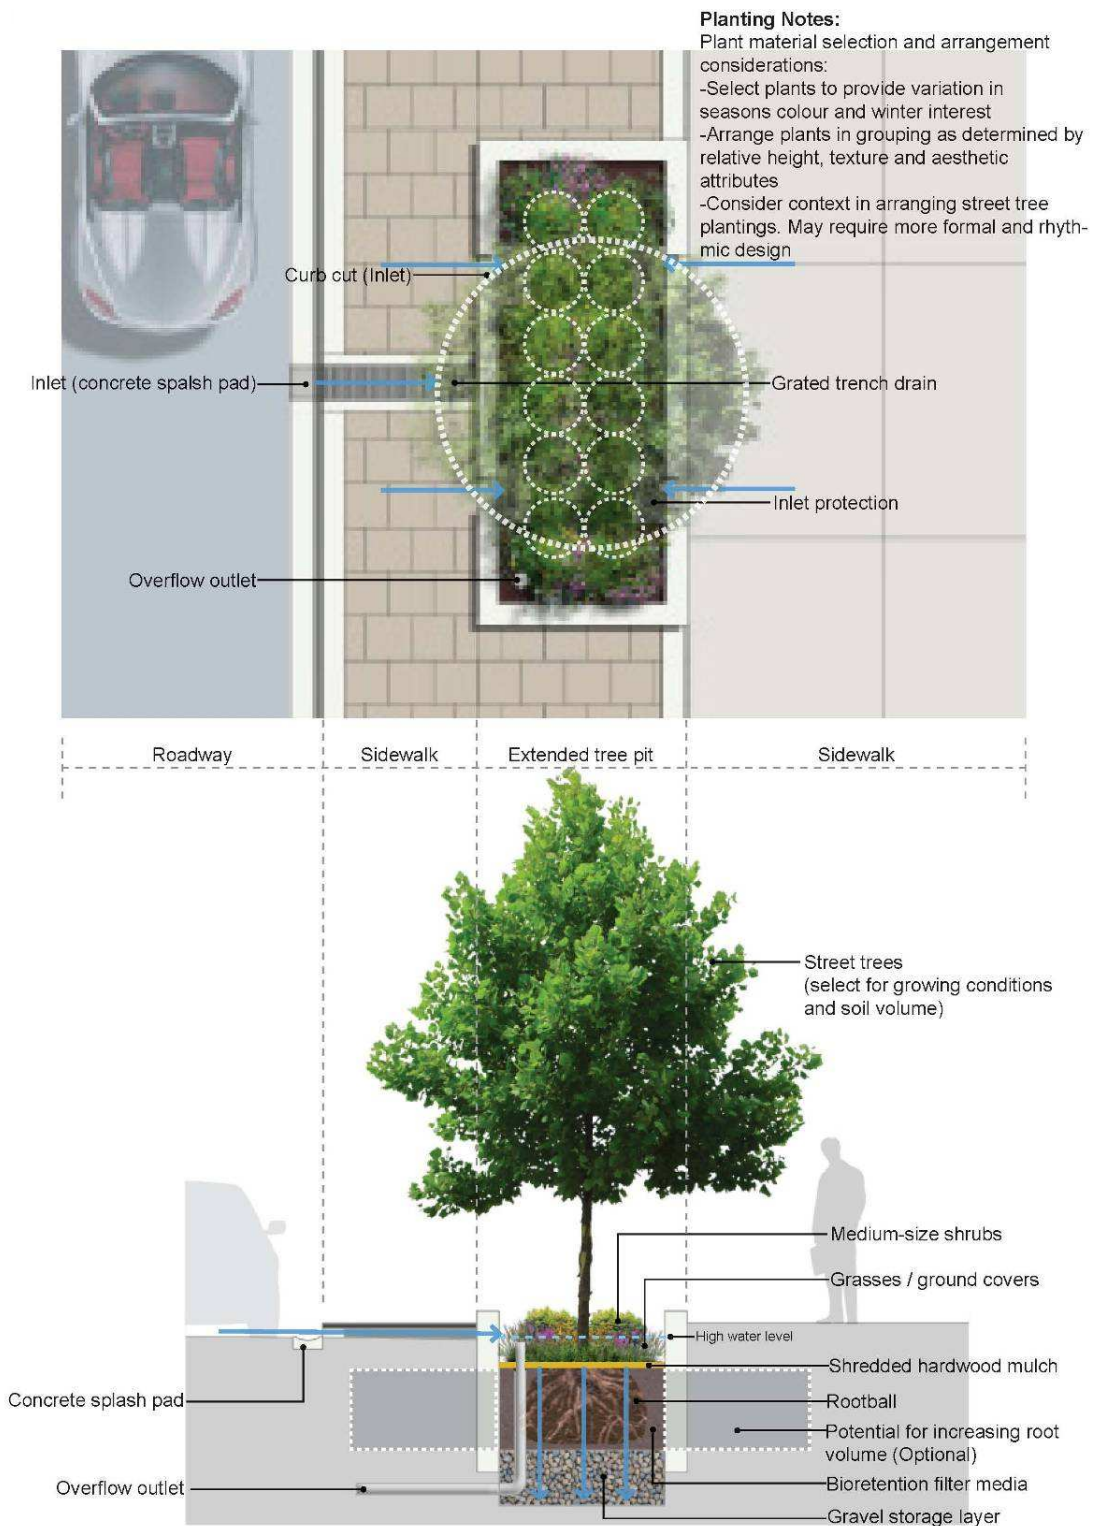 Planting Notes:
Plant material selection and arrangement
considerations:
-Select plants to provide variation in
seasons colour and winter interest
-Arrange plants in grouping as determined by
relative height, texture and aesthetic
attributes
-Consider context in arranging street tree
plantings. May require more formal and rhyth-
mic design
Curb cut (Inlet)
Inlet (concrete spalsh pad)
Grated trench drain
Inlet protection
Overflow outlet
Roadway
Sidewalk
Extended tree pit
Sidewalk
Street trees
(select for growing conditions
and soil volume)
Medium-size shrubs
Grasses / ground covers
High water level
Shredded hardwood mulch
Concrete splash pad
Rootball
Potential for increasing root
volume (Optional)
Bioretention filter media
Overflow outlet
Gravel storage layer